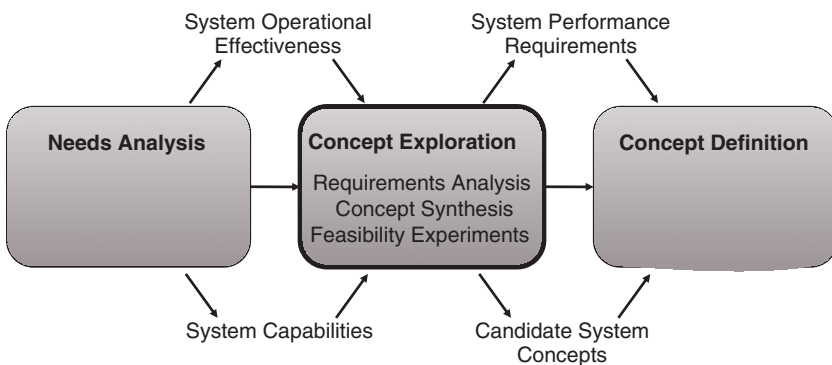 System Operational
Effectiveness
System Performance
Requirements
Needs Analysis
Concept Exploration
Requirements Analysis
Concept Synthesis
Feasibility Experiments
Concept Definition
System Capabilities
Candidate System
Concepts